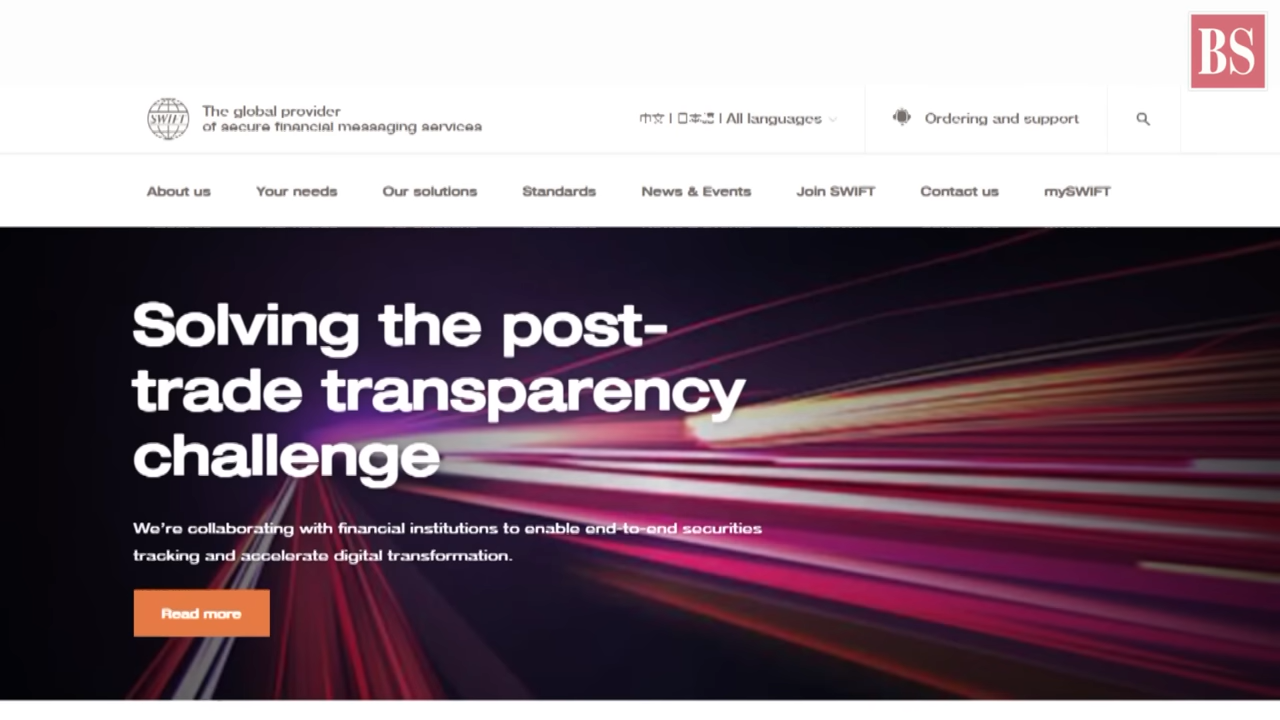 BS
SWIFT
The global provider
of secure financial messaging services
中文 | 日本語 | All languages
Ordering and support
About us
Your needs
Our solutions
Standards
News & Events
Join SWIFT
Contact us
mySWIFT
Solving the post-
trade transparency
challenge
We're collaborating with financial institutions to enable end-to-end securities
tracking and accelerate digital transformation.
Read more